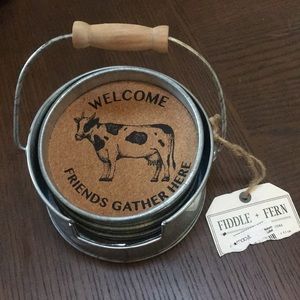 WELCOME
FRIENDS GATHER HERE
FIDDLE + FERN